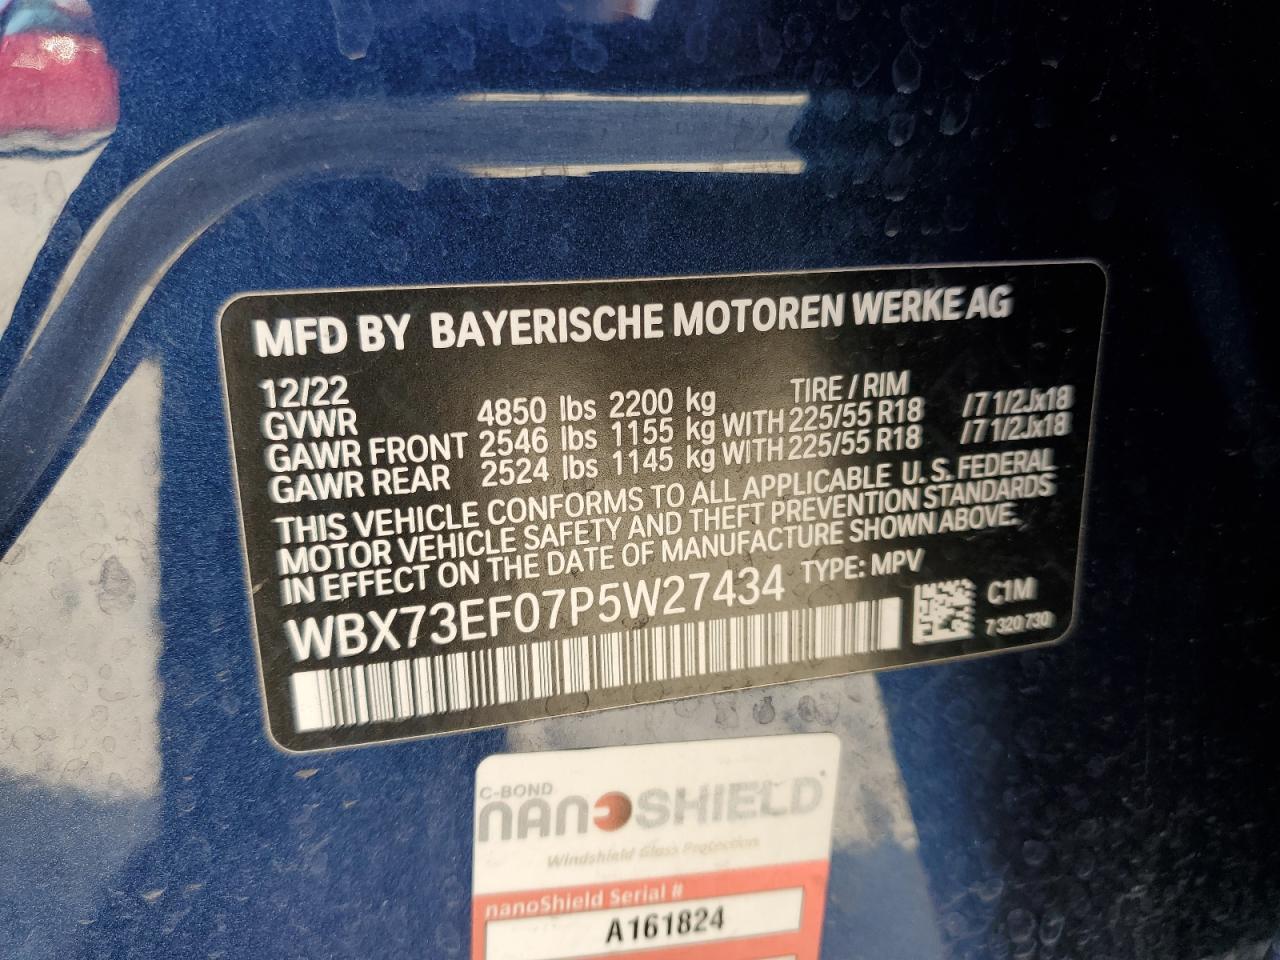 MFD BY BAYERISCHE MOTOREN WERKE AG
12/22 TIRE / RIM
GVWR 4850 lbs 2200 kg
GAWR FRONT 2546 lbs 1155 kg WITH 225/55 R18 /7 1/2Jx18
GAWR REAR 2524 lbs 1145 kg WITH 225/55 R18 /7 1/2Jx18
THIS VEHICLE CONFORMS TO ALL APPLICABLE U.S. FEDERAL
MOTOR VEHICLE SAFETY AND THEFT PREVENTION STANDARDS
IN EFFECT ON THE DATE OF MANUFACTURE SHOWN ABOVE.
WBX73EF07P5W27434 TYPE: MPV
C1M
7 320 730
C-BOND
nanoSHIELD
Windshield Glass Protection
nanoShield Serial #
A161824